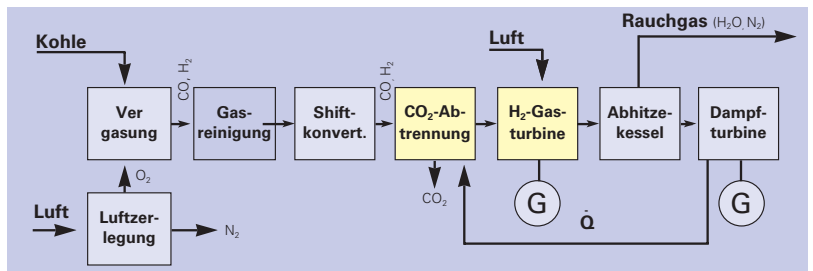 Rauchgas (H₂O, N₂)
Kohle
Luft
CO, H₂
CO, H₂
Ver
gasung
Gas-
reinigung
Shift-
konvert.
CO₂-Ab-
trennung
H₂-Gas-
turbine
Abhitze-
kessel
Dampf-
turbine
O₂
CO₂
G
G
Luft
Luftzer-
legung
N₂
Q̇